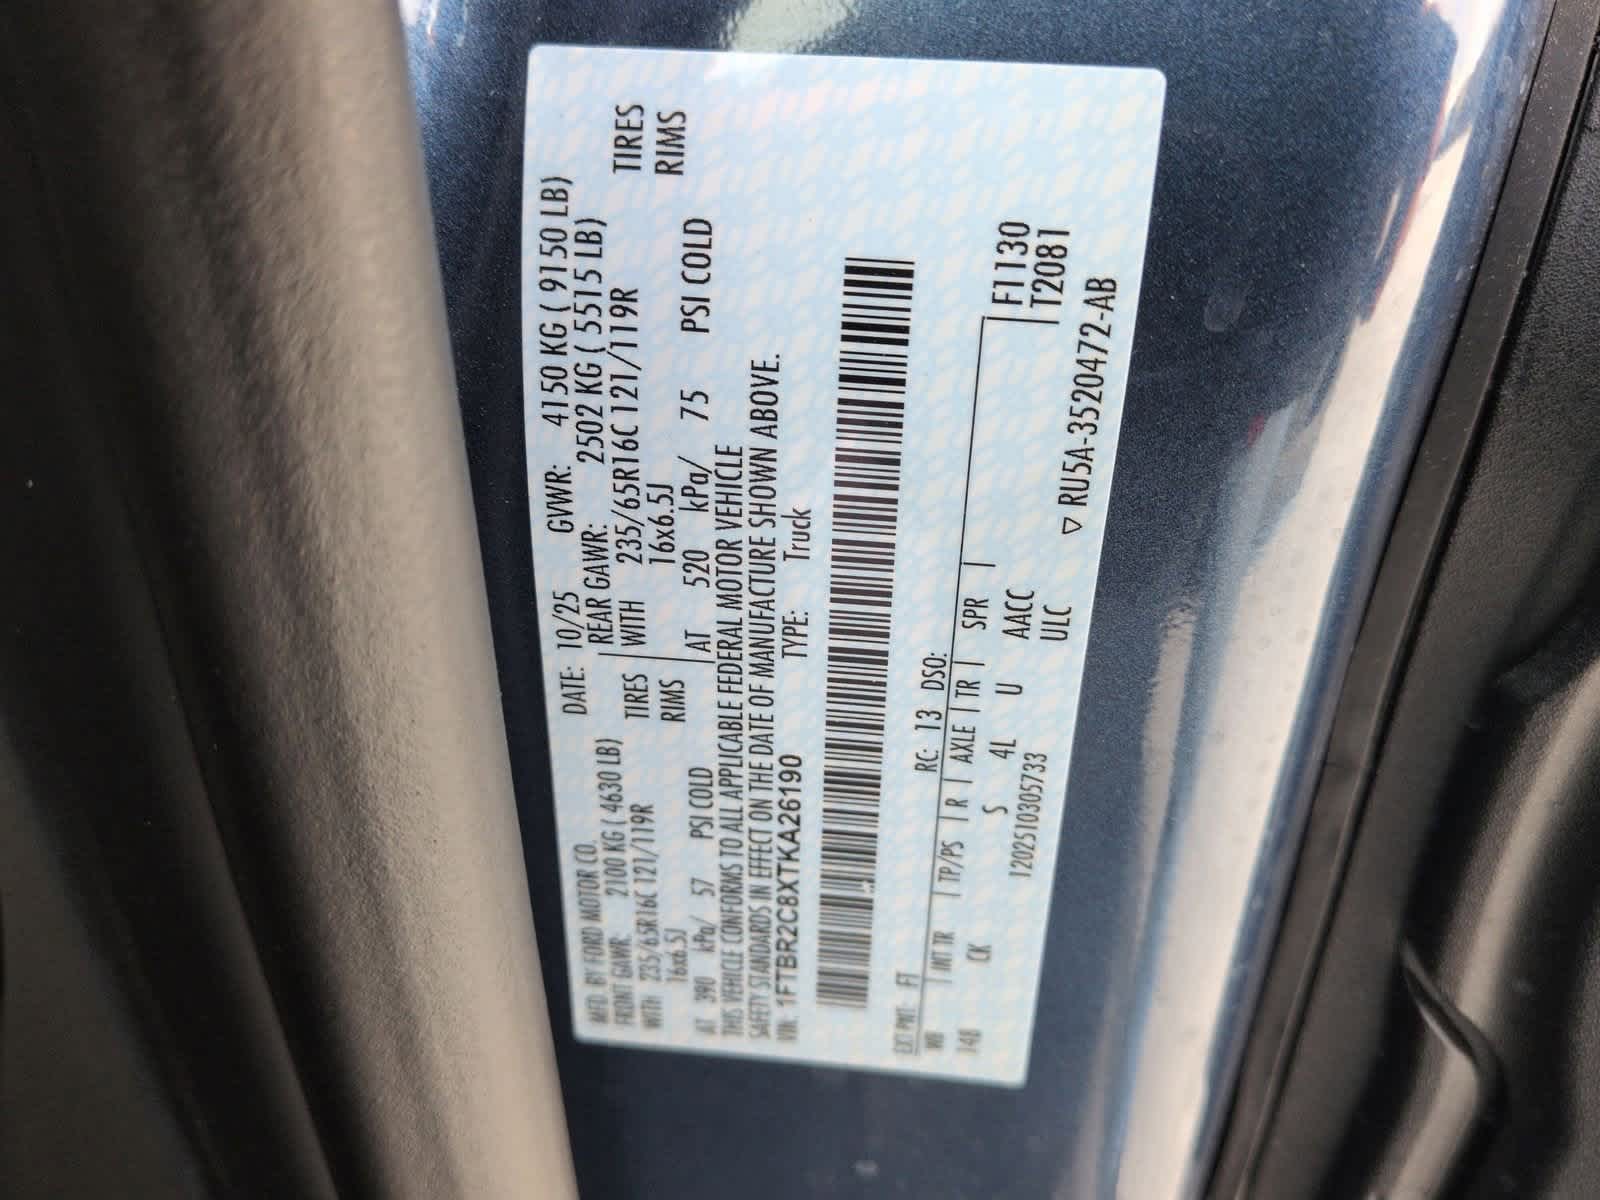 MFD. BY FORD MOTOR CO. DATE: 10/25 GVWR: 4150 KG ( 9150 LB)
FRONT GAWR: 2100 KG ( 4630 LB) REAR GAWR: 2502 KG ( 5515 LB)
WITH 235/65R16C 121/119R TIRES WITH 235/65R16C 121/119R TIRES
16x6.5J RIMS 16x6.5J RIMS
AT 390 kPa/ 57 PSI COLD AT 520 kPa/ 75 PSI COLD
THIS VEHICLE CONFORMS TO ALL APPLICABLE FEDERAL MOTOR VEHICLE
SAFETY STANDARDS IN EFFECT ON THE DATE OF MANUFACTURE SHOWN ABOVE.
VIN: 1FTBR2C8XTKA26190 TYPE: Truck
EXT PNT: FT RC: 13 DSO:
WB | INT TR | TP/PS | R | AXLE | TR | SPR | F1130
148 CK S 4L U AACC T2081
1202510305733 ULC ▽ RU5A-3520472-AB